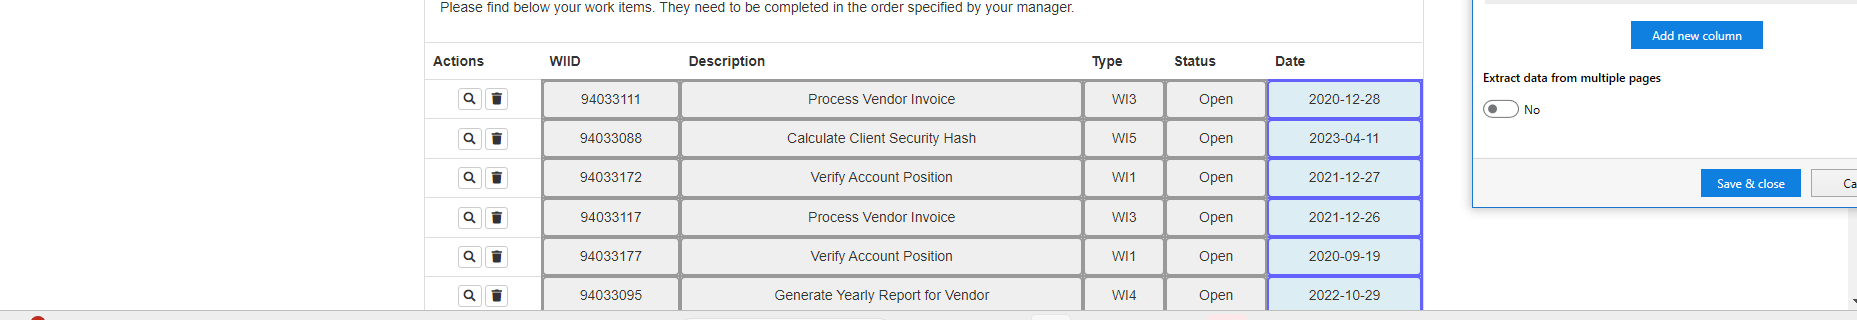 Please find below your work items. They need to be completed in the order specified by your manager.
Add new column
Actions WIID Description Type Status Date
Extract data from multiple pages
94033111 Process Vendor Invoice WI3 Open 2020-12-28
No
94033088 Calculate Client Security Hash WI5 Open 2023-04-11
94033172 Verify Account Position WI1 Open 2021-12-27
Save & close Ca
94033117 Process Vendor Invoice WI3 Open 2021-12-26
94033177 Verify Account Position WI1 Open 2020-09-19
94033095 Generate Yearly Report for Vendor WI4 Open 2022-10-29